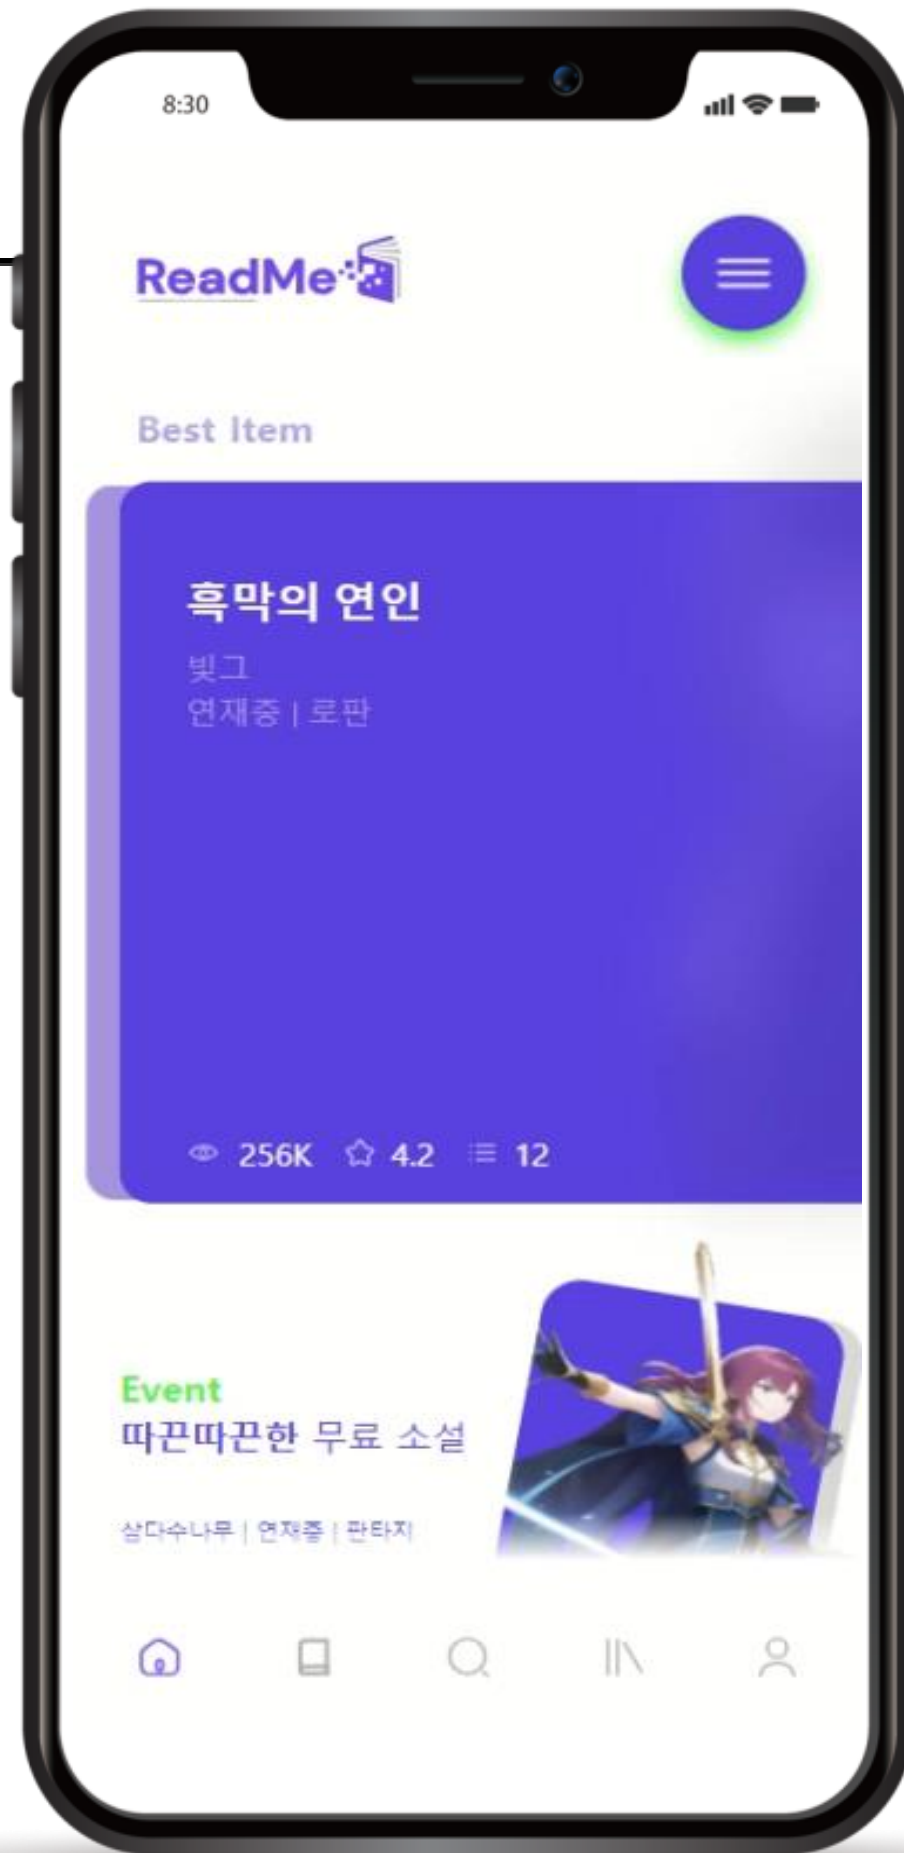 8:30
ReadMe
Best Item
흑막의 연인
빛그
연재중 | 로판
256K 4.2 12
Event
따끈따끈한 무료 소설
삼다수나무 | 연재중 | 판타지